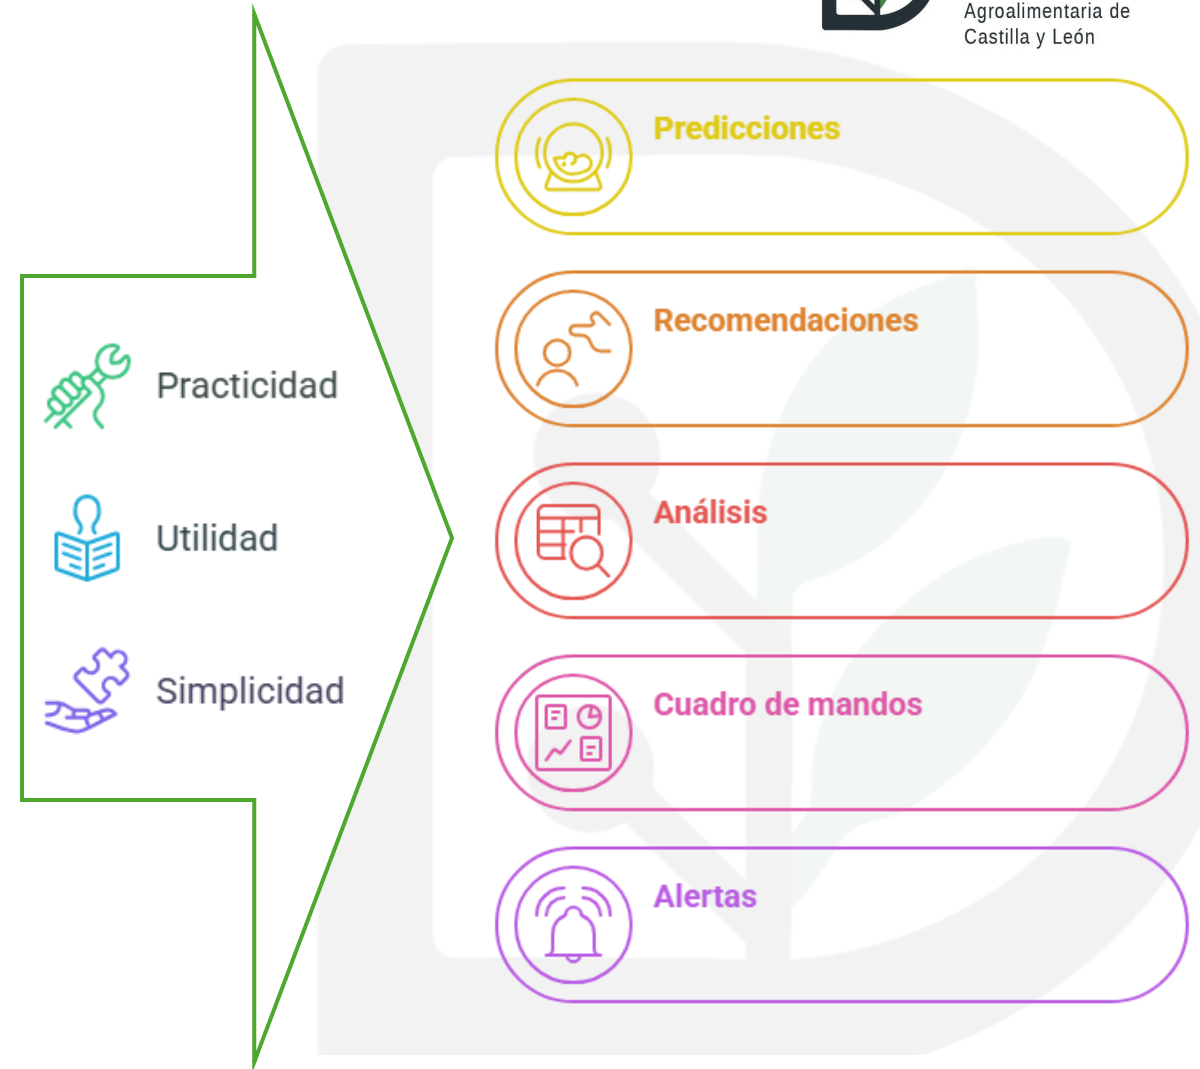 Agroalimentaria de
Castilla y León
Practicidad
Utilidad
Simplicidad
Predicciones
Recomendaciones
Análisis
Cuadro de mandos
Alertas